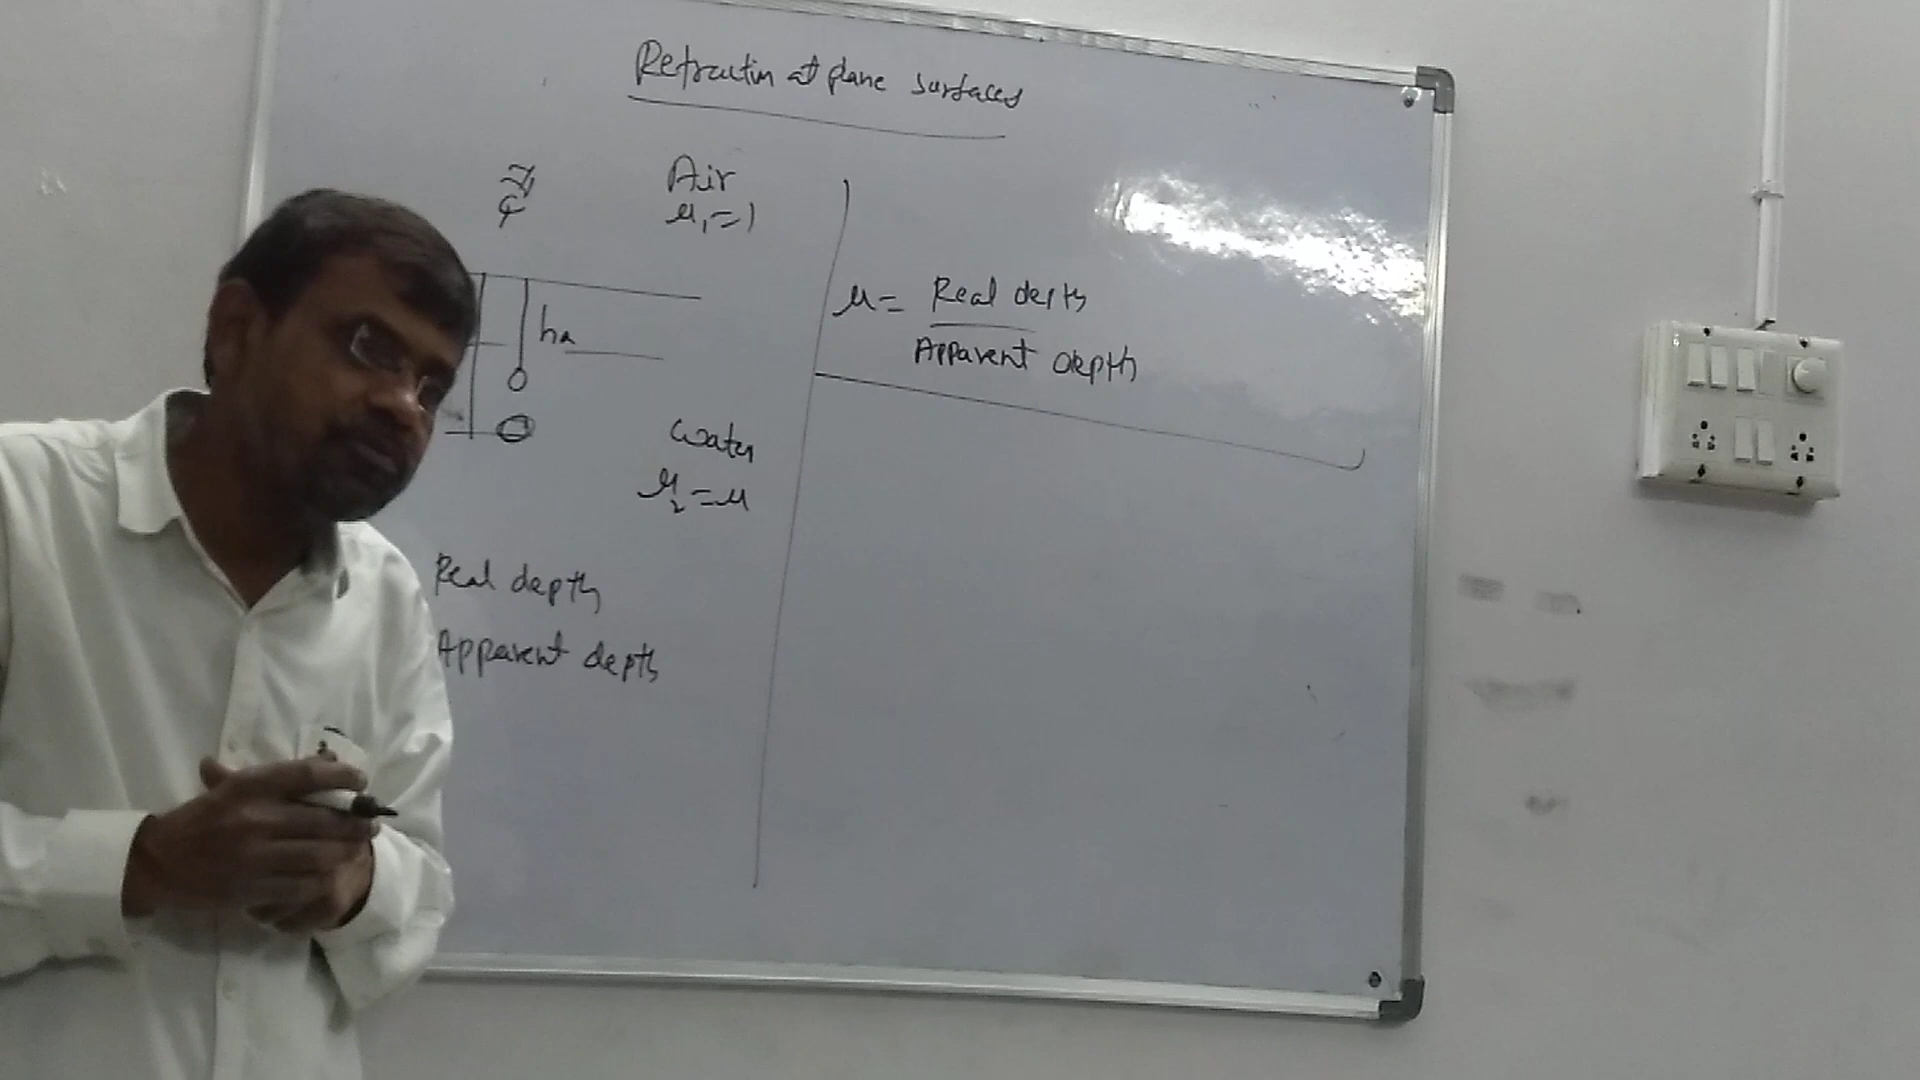 Refraction at plane surfaces
Air
μ₁=1
ha
water
μ₂=μ
Real depth
Apparent depth
μ= Real depth
Apparent depth